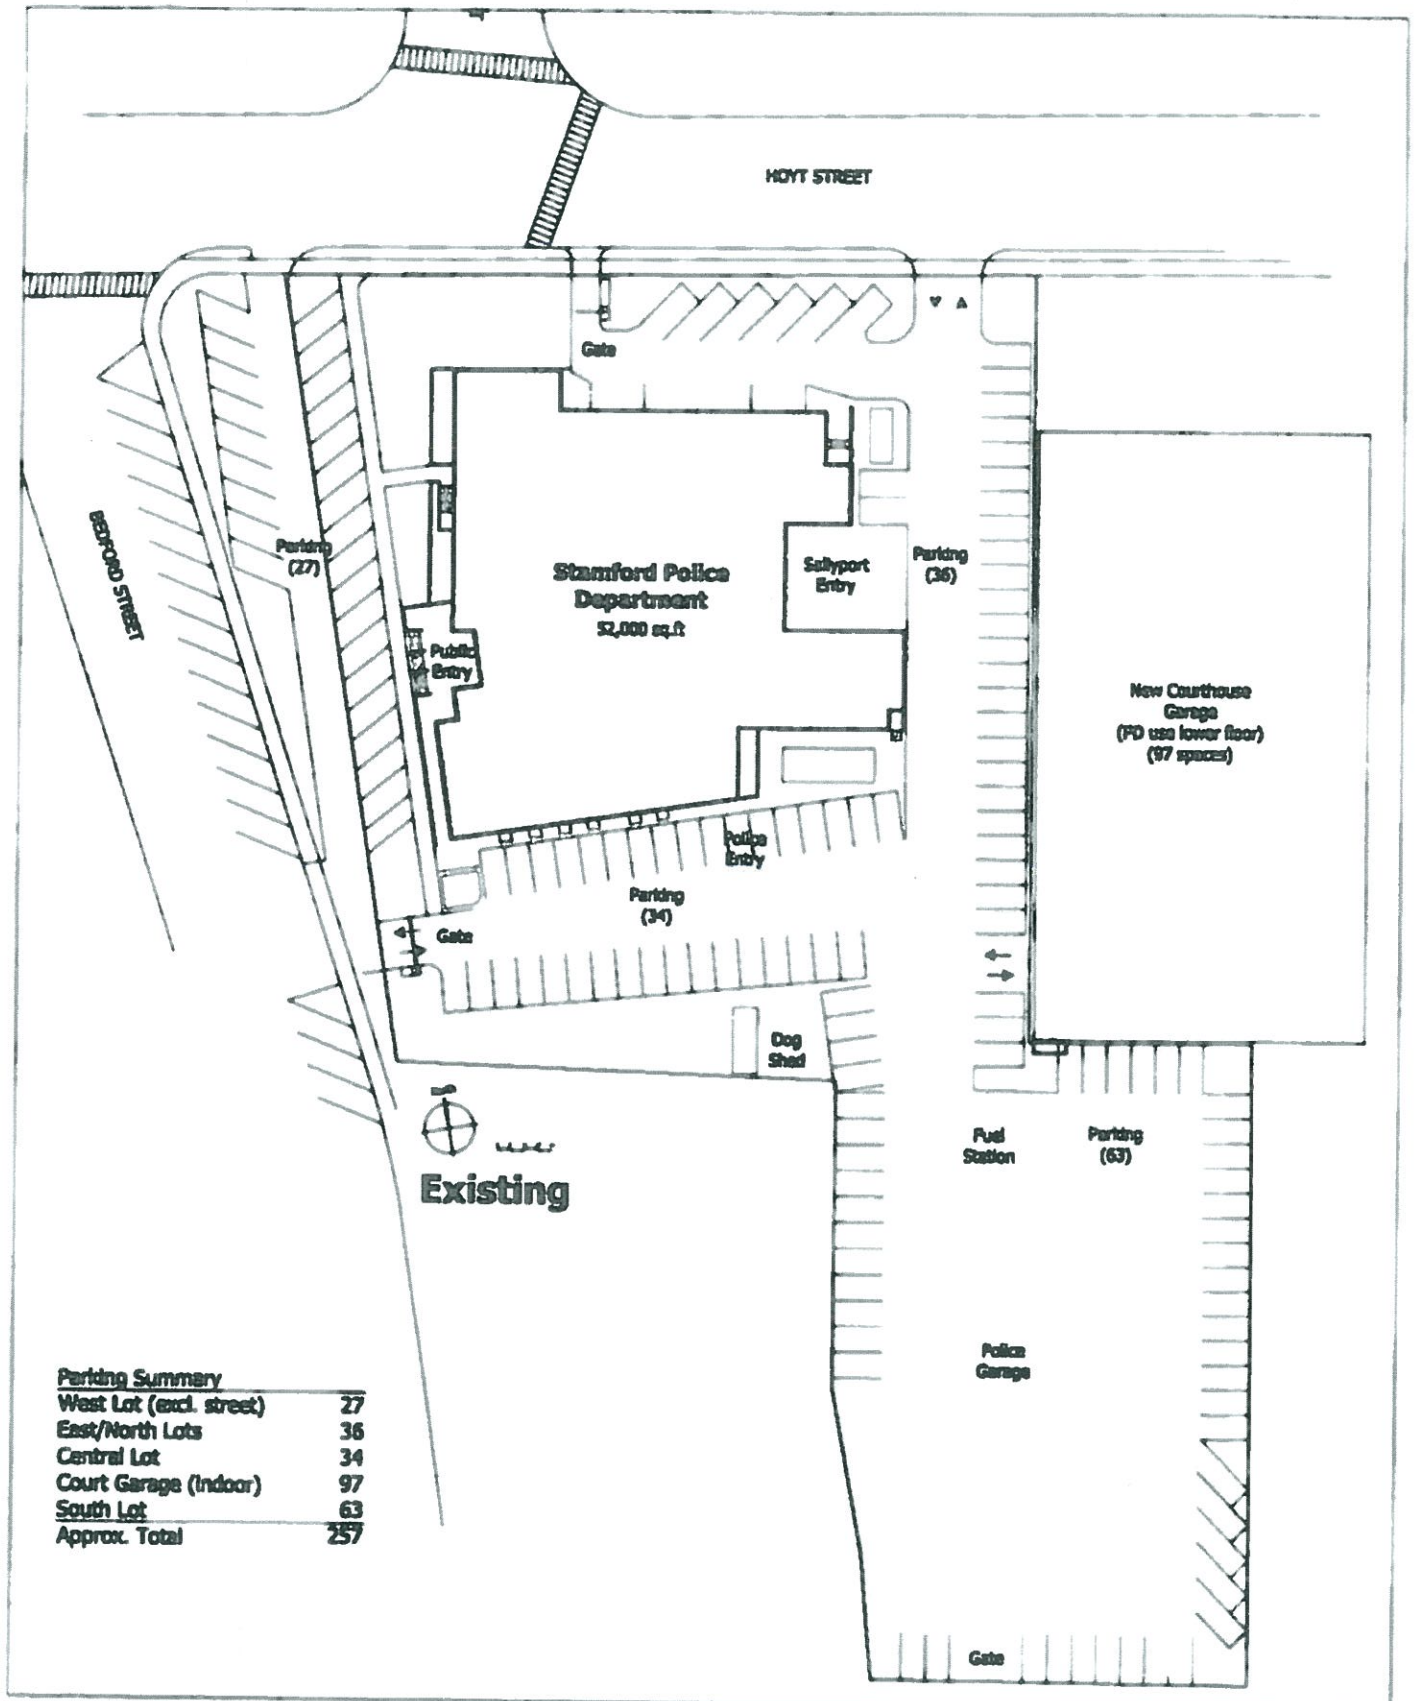 HOYT STREET
Gate
BEDFORD STREET
Parking
(27)
Stamford Police
Department
52,000 sq.ft
Sallyport
Entry
Parking
(36)
Public
Entry
New Courthouse
Garage
(PD use lower floor)
(97 spaces)
Police
Entry
Parking
(34)
Gate
Dog
Shed
Fuel
Station
Parking
(63)
Existing
Police
Garage
Parking Summary
West Lot (excl. street) 27
East/North Lots 36
Central Lot 34
Court Garage (Indoor) 97
South Lot 63
Approx. Total 257
Gate